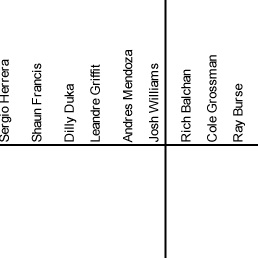 Sergio Herrera
Shaun Francis
Dilly Duka
Leandre Griffit
Andres Mendoza
Josh Williams
Rich Balchan
Cole Grossman
Ray Burse